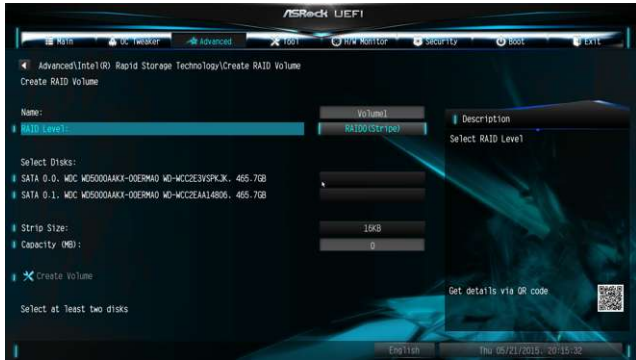 ASRock UEFI
Main OC Tweaker Advanced Tool H/W Monitor Security Boot Exit
Advanced\Intel(R) Rapid Storage Technology\Create RAID Volume
Create RAID Volume
Name: Volume1
RAID Level: RAID0(Stripe)
Select Disks:
SATA 0.0. WDC WD5000AAKX-00ERMA0 WD-WCC2E3VSPKJK. 465.7GB
SATA 0.1. WDC WD5000AAKX-00ERMA0 WD-WCC2EAA14806. 465.7GB
Strip Size: 16KB
Capacity (MB): 0
Create Volume
Select at least two disks
Description
Select RAID Level
Get details via QR code
English Thu 05/21/2015. 20:15:32